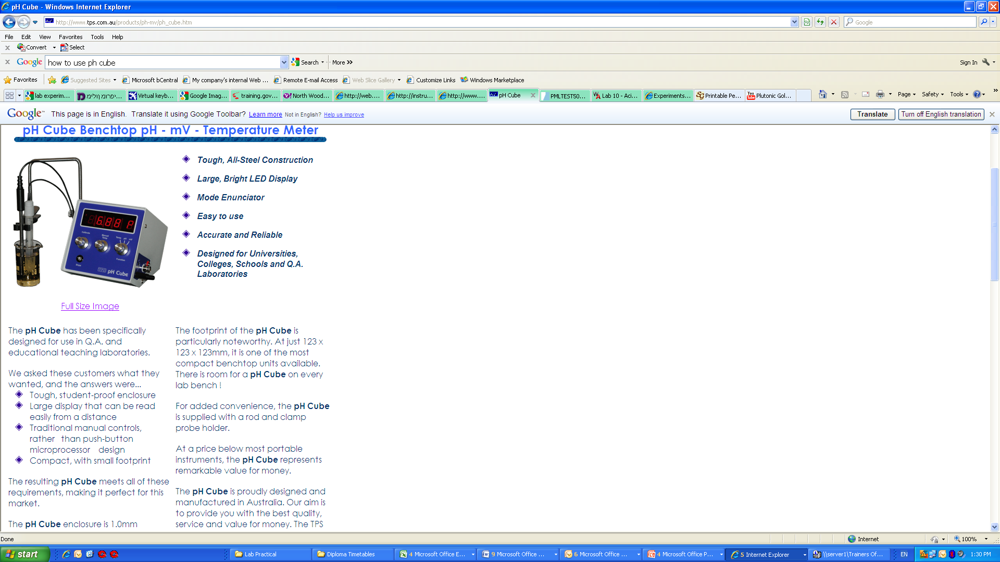 pH Cube - Windows Internet Explorer
http://www.tps.com.au/products/ph-mv/ph_cube.htm
Google
File Edit View Favorites Tools Help
Convert Select
Google how to use ph cube Search More Sign In
Favorites Suggested Sites Microsoft bCentral My company's internal Web ... Remote E-mail Access Web Slice Gallery Customize Links Windows Marketplace
lab experim... מילון מורפי... Virtual keyb... Google Imag... training.gov... North Wood... http://web.... http://instru... http://www.... pH Cube PMLTEST50... Lab 10 - Aci... Experiments... Printable Pe... Plutonic Gol... Page Safety Tools
Google This page is in English. Translate it using Google Toolbar? Learn more Not in English? Help us improve Translate Turn off English translation
pH Cube Benchtop pH - mV - Temperature Meter
Tough, All-Steel Construction
Large, Bright LED Display
Mode Enunciator
Easy to use
Accurate and Reliable
Designed for Universities,
Colleges, Schools and Q.A.
Laboratories
6.88 P
Calibrate Manual Temp Temp pH mV
Slope Function
TPS pH Cube
Full Size Image
The pH Cube has been specifically
designed for use in Q.A. and
educational teaching laboratories.
We asked these customers what they
wanted, and the answers were...
Tough, student-proof enclosure
Large display that can be read
easily from a distance
Traditional manual controls,
rather than push-button
microprocessor design
Compact, with small footprint
The resulting pH Cube meets all of these
requirements, making it perfect for this
market.
The pH Cube enclosure is 1.0mm
The footprint of the pH Cube is
particularly noteworthy. At just 123 x
123 x 123mm, it is one of the most
compact benchtop units available.
There is room for a pH Cube on every
lab bench !
For added convenience, the pH Cube
is supplied with a rod and clamp
probe holder.
At a price below most portable
instruments, the pH Cube represents
remarkable value for money.
The pH Cube is proudly designed and
manufactured in Australia. Our aim is
to provide you with the best quality,
service and value for money. The TPS
Done Internet 100%
start Lab Practical Diploma Timetables 4 Microsoft Office E... 9 Microsoft Office ... 6 Microsoft Office ... 4 Microsoft Office P... 5 Internet Explorer \\server1\Trainers Of... EN 1:30 PM